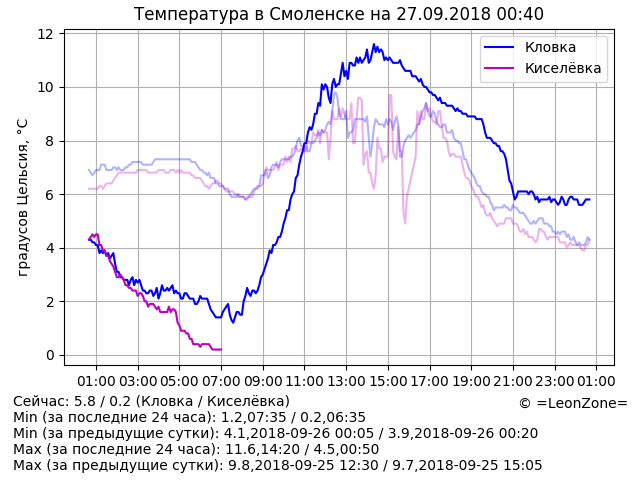 Температура в Смоленске на 27.09.2018 00:40
Кловка
Киселёвка
градусов Цельсия, °C
12
10
8
6
4
2
0
01:00 03:00 05:00 07:00 09:00 11:00 13:00 15:00 17:00 19:00 21:00 23:00 01:00
Сейчас: 5.8 / 0.2 (Кловка / Киселёвка)
© =LeonZone=
Min (за последние 24 часа): 1.2,07:35 / 0.2,06:35
Min (за предыдущие сутки): 4.1,2018-09-26 00:05 / 3.9,2018-09-26 00:20
Max (за последние 24 часа): 11.6,14:20 / 4.5,00:50
Max (за предыдущие сутки): 9.8,2018-09-25 12:30 / 9.7,2018-09-25 15:05